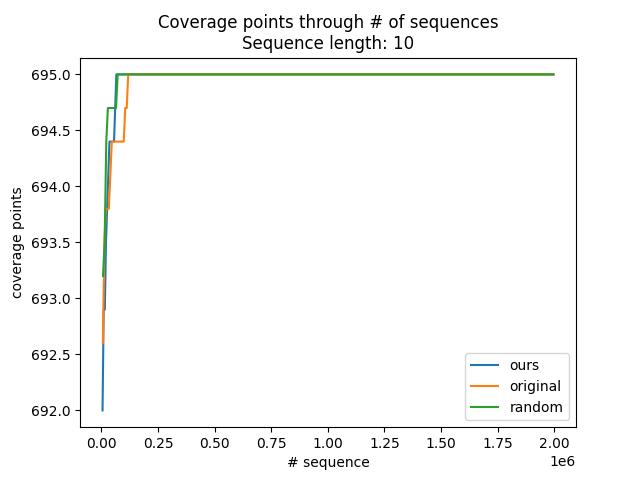 Coverage points through # of sequences
Sequence length: 10
695.0
694.5
694.0
693.5
693.0
692.5
692.0
coverage points
ours
original
random
0.00 0.25 0.50 0.75 1.00 1.25 1.50 1.75 2.00
# sequence
1e6